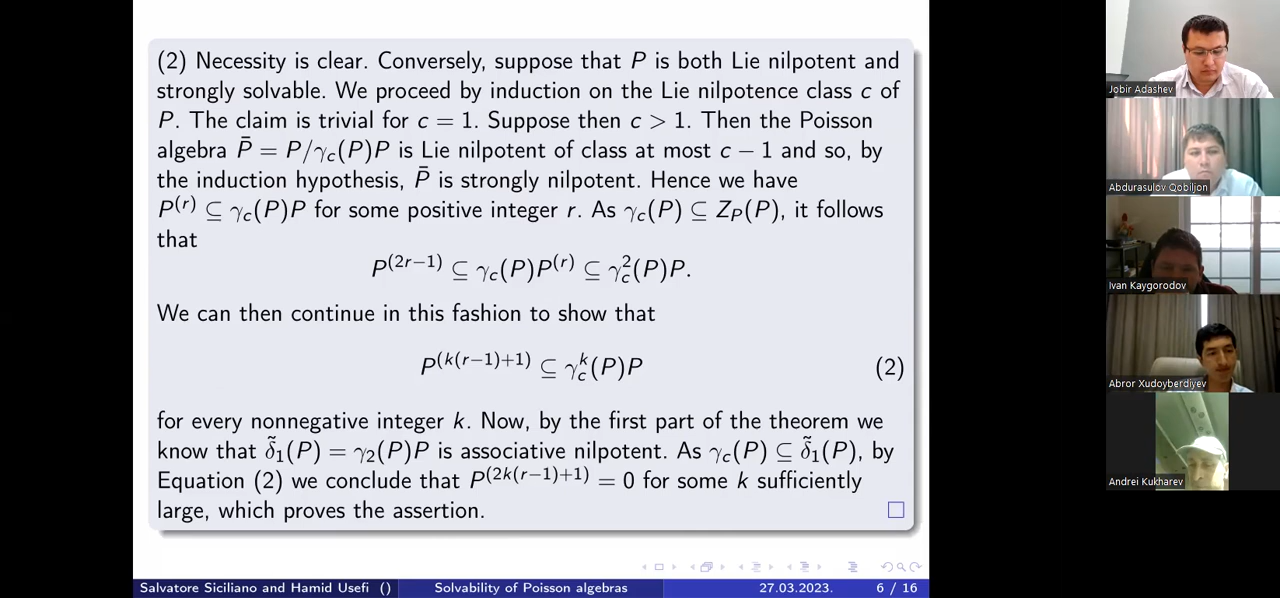 (2) Necessity is clear. Conversely, suppose that P is both Lie nilpotent and
strongly solvable. We proceed by induction on the Lie nilpotence class c of
P. The claim is trivial for c = 1. Suppose then c > 1. Then the Poisson
algebra P̄ = P/γ_c(P)P is Lie nilpotent of class at most c − 1 and so, by
the induction hypothesis, P̄ is strongly nilpotent. Hence we have
P^(r) ⊆ γ_c(P)P for some positive integer r. As γ_c(P) ⊆ Z_P(P), it follows
that
P^(2r−1) ⊆ γ_c(P)P^(r) ⊆ γ_c^2(P)P.
We can then continue in this fashion to show that
P^(k(r−1)+1) ⊆ γ_c^k(P)P (2)
for every nonnegative integer k. Now, by the first part of the theorem we
know that δ̃_1(P) = γ_2(P)P is associative nilpotent. As γ_c(P) ⊆ δ̃_1(P), by
Equation (2) we conclude that P^(2k(r−1)+1) = 0 for some k sufficiently
large, which proves the assertion. □
Salvatore Siciliano and Hamid Usefi () Solvability of Poisson algebras 27.03.2023. 6 / 16
Jobir Adashev
Abdurasulov Qobiljon
Ivan Kaygorodov
Abror Xudoyberdiyev
Andrei Kukharev